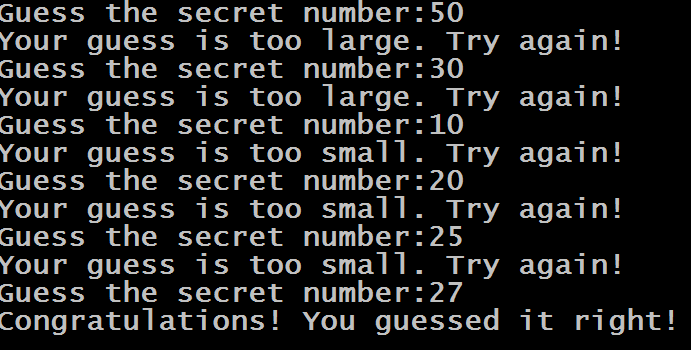 Guess the secret number:50
Your guess is too large. Try again!
Guess the secret number:30
Your guess is too large. Try again!
Guess the secret number:10
Your guess is too small. Try again!
Guess the secret number:20
Your guess is too small. Try again!
Guess the secret number:25
Your guess is too small. Try again!
Guess the secret number:27
Congratulations! You guessed it right!